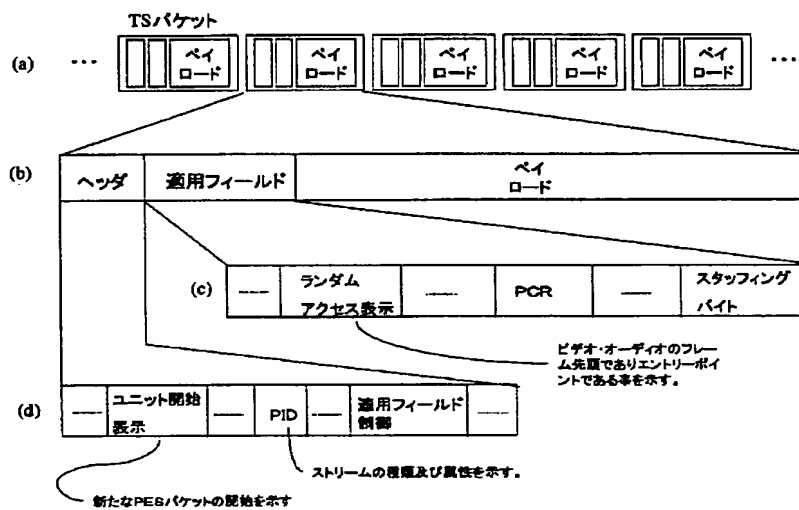 TSパケット
(a) … ペイ ペイ ペイ ペイ ペイ …
ロード ロード ロード ロード ロード
(b) ヘッダ 適用フィールド ペイ
ロード
(c) ランダム PCR スタッフィング
アクセス表示 バイト
ビデオ・オーディオのフレー
ム先頭でありエントリーポイ
ントである事を示す。
(d) ユニット開始 PID 適用フィールド
表示 制御
ストリームの種類及び属性を示す。
新たなPESパケットの開始を示す